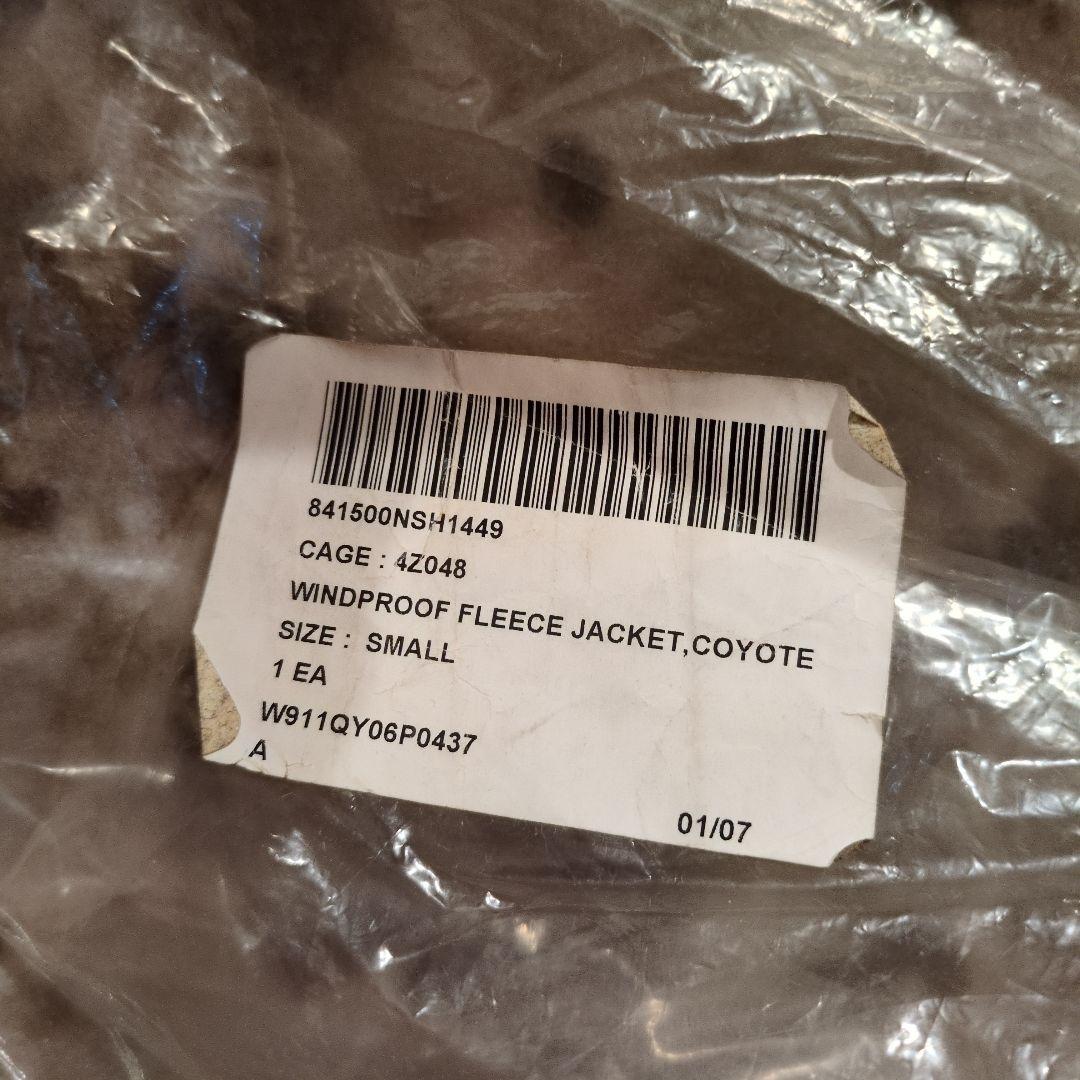 841500NSH1449
CAGE : 4Z048
WINDPROOF FLEECE JACKET,COYOTE
SIZE : SMALL
1 EA
W911QY06P0437
A
01/07